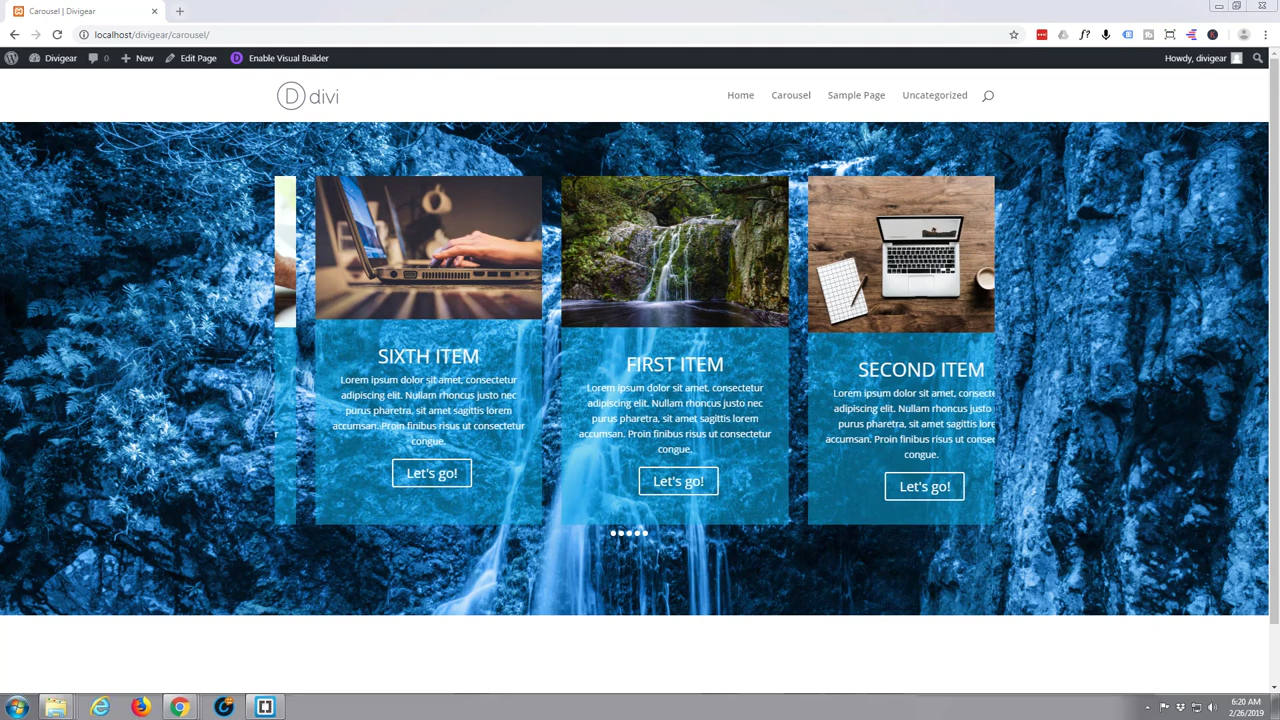 Carousel | Divigear
localhost/divigear/carousel/
Divigear
0
New
Edit Page
Enable Visual Builder
Howdy, divigear
D divi
Home
Carousel
Sample Page
Uncategorized
SIXTH ITEM
Lorem ipsum dolor sit amet, consectetur
adipiscing elit. Nullam rhoncus justo nec
purus pharetra, sit amet sagittis lorem
accumsan. Proin finibus risus ut consectetur
congue.
Let's go!
FIRST ITEM
Lorem ipsum dolor sit amet, consectetur
adipiscing elit. Nullam rhoncus justo nec
purus pharetra, sit amet sagittis lorem
accumsan. Proin finibus risus ut consectetur
congue.
Let's go!
SECOND ITEM
Lorem ipsum dolor sit amet, consecte
adipiscing elit. Nullam rhoncus justo
purus pharetra, sit amet sagittis lore
accumsan. Proin finibus risus ut consec
congue.
Let's go!
6:20 AM
2/26/2019